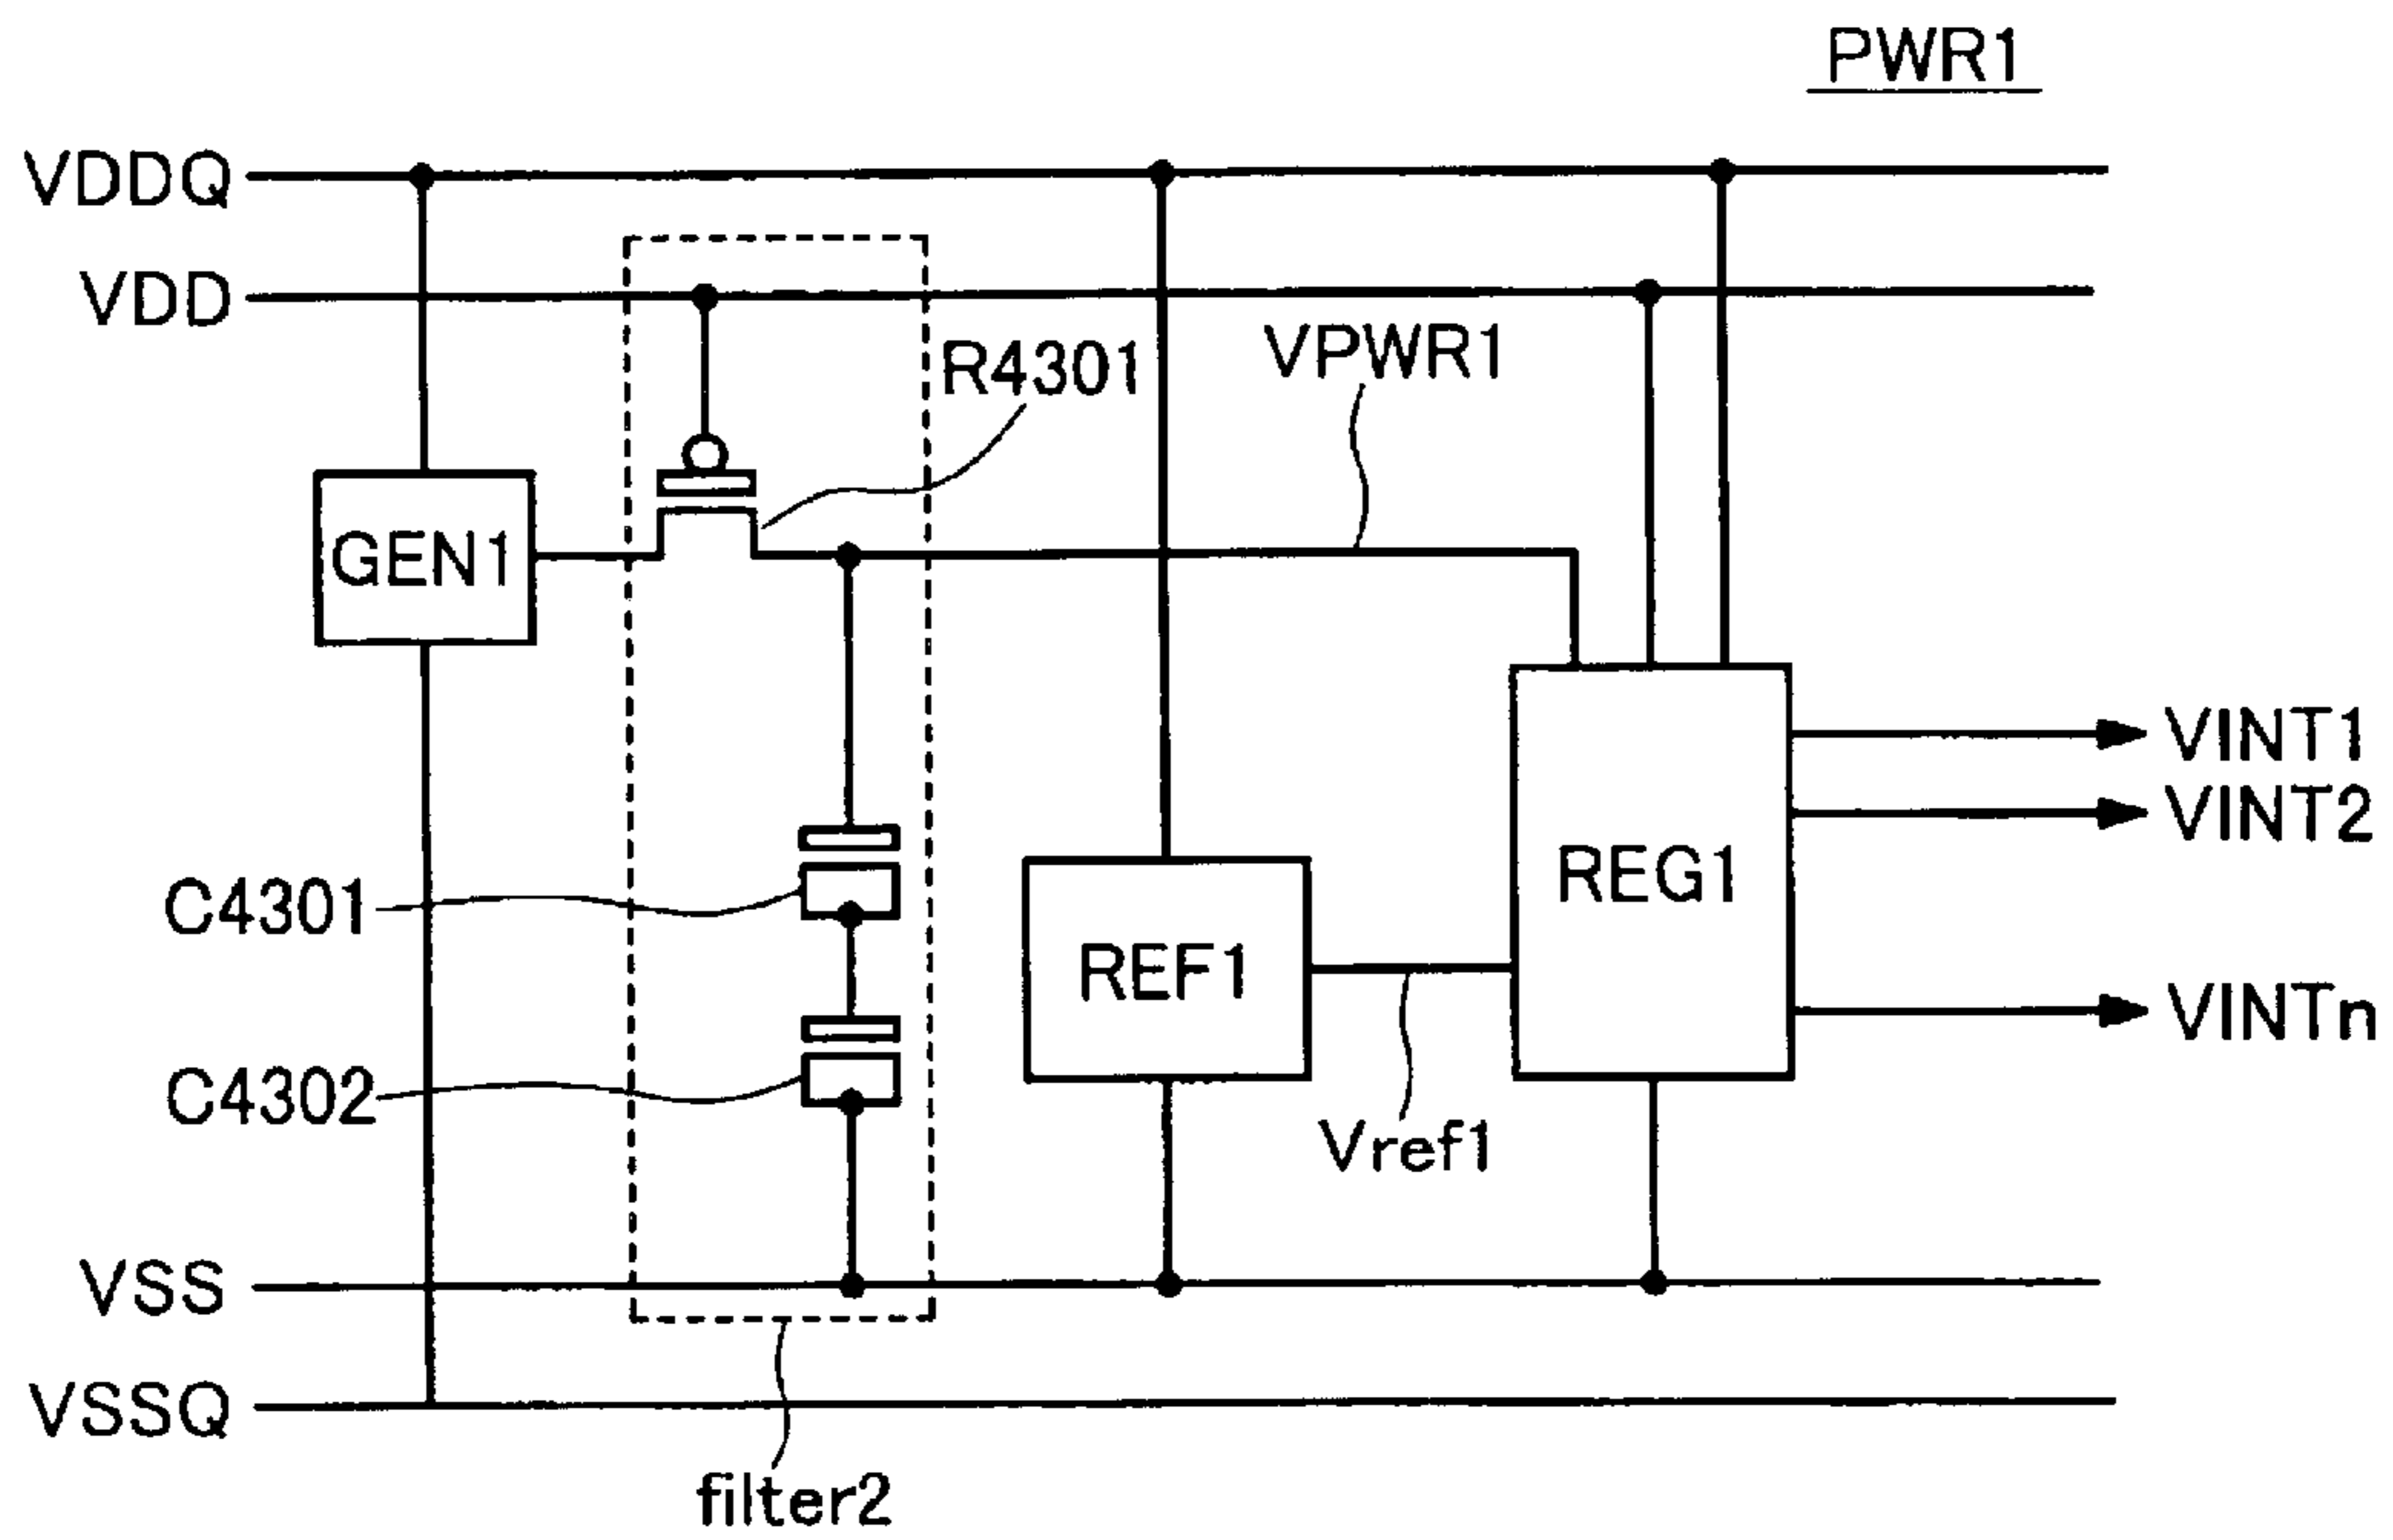 PWR1
VDDQ
VDD
R4301
VPWR1
GEN1
VINT1
VINT2
REG1
C4301
REF1
VINTn
C4302
Vref1
VSS
VSSQ
filter2